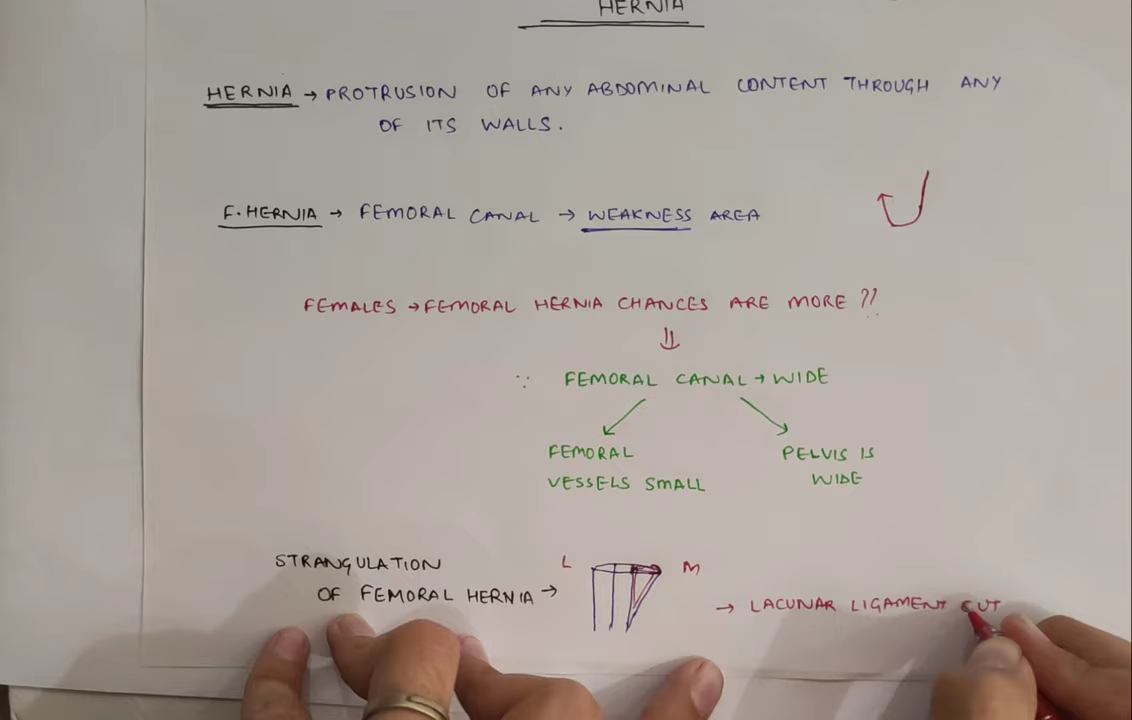 HERNIA
HERNIA → PROTRUSION OF ANY ABDOMINAL CONTENT THROUGH ANY
OF ITS WALLS.
F. HERNIA → FEMORAL CANAL → WEAKNESS AREA
FEMALES → FEMORAL HERNIA CHANCES ARE MORE ??
⇓
∵ FEMORAL CANAL → WIDE
FEMORAL
VESSELS SMALL
PELVIS IS
WIDE
STRANGULATION
OF FEMORAL HERNIA →
L M
→ LACUNAR LIGAMENT CUT